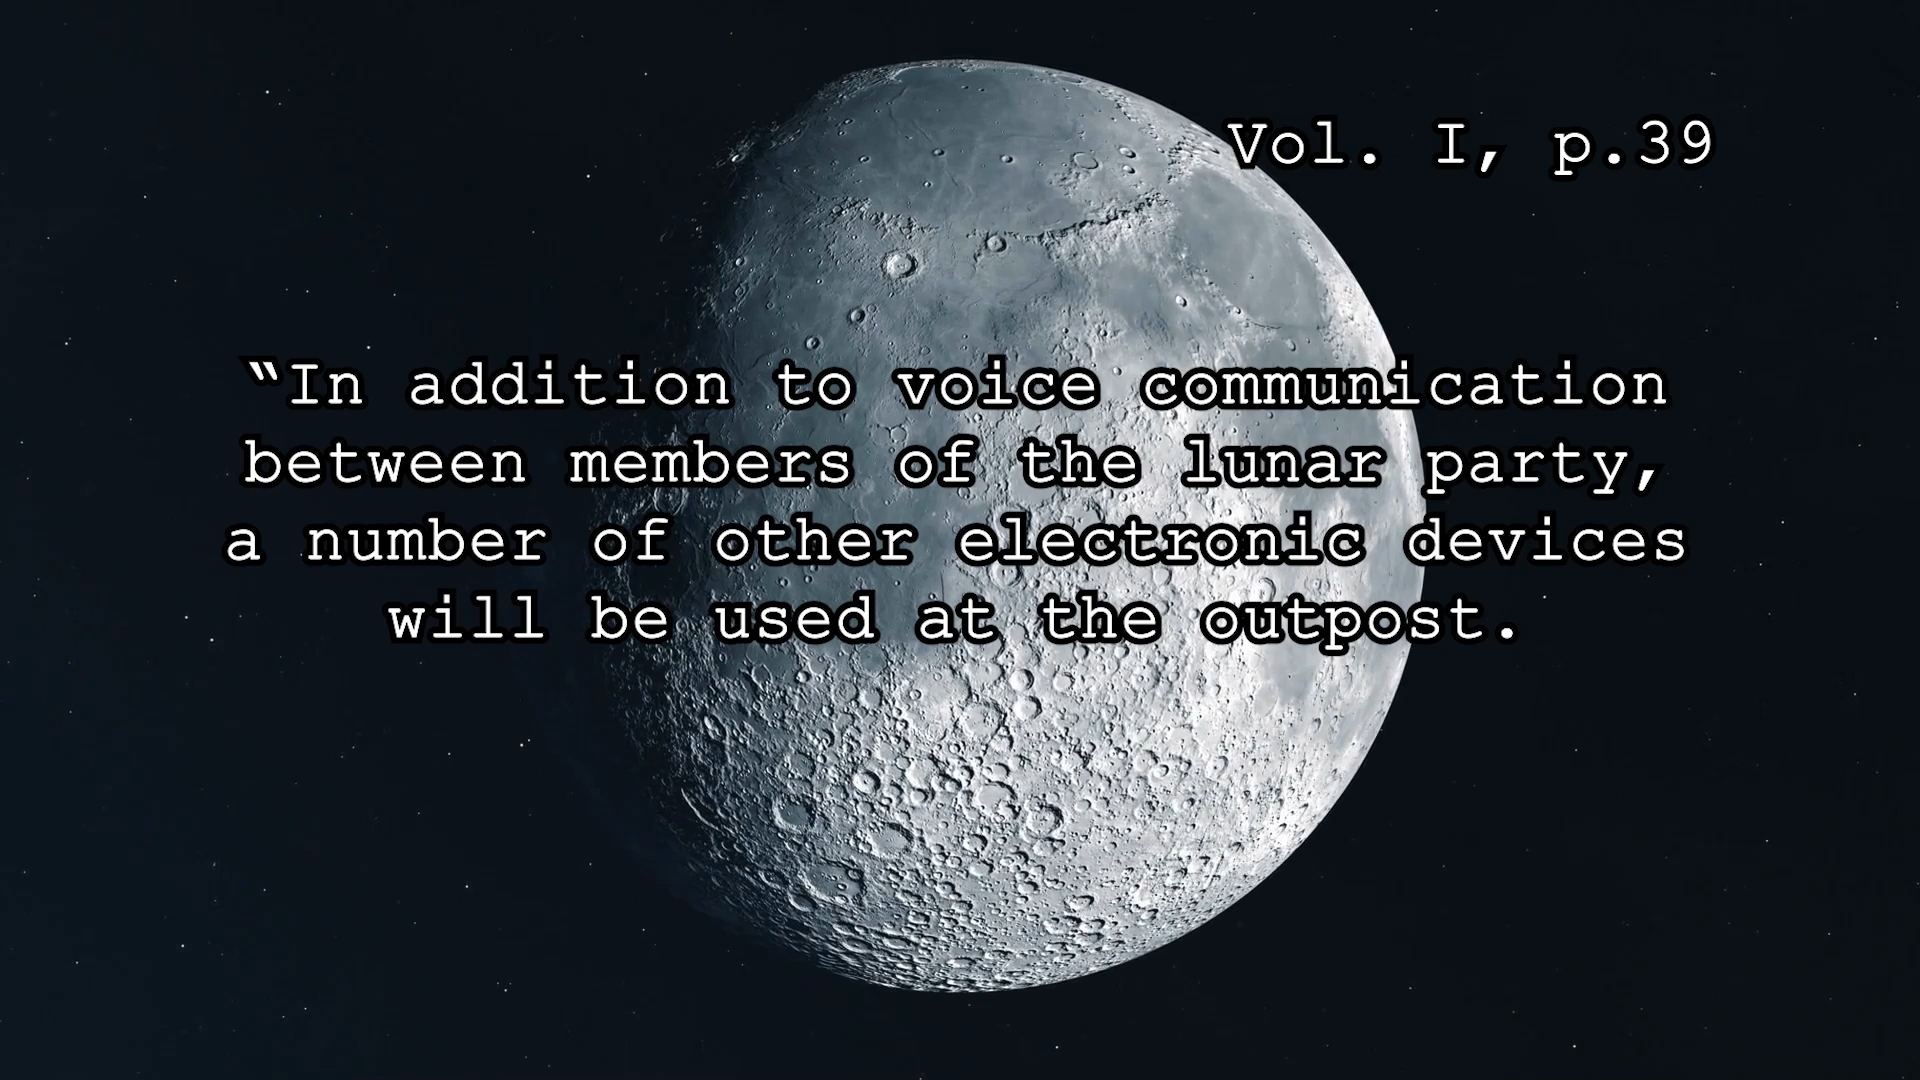 Vol. I, p.39
“In addition to voice communication
between members of the lunar party,
a number of other electronic devices
will be used at the outpost.